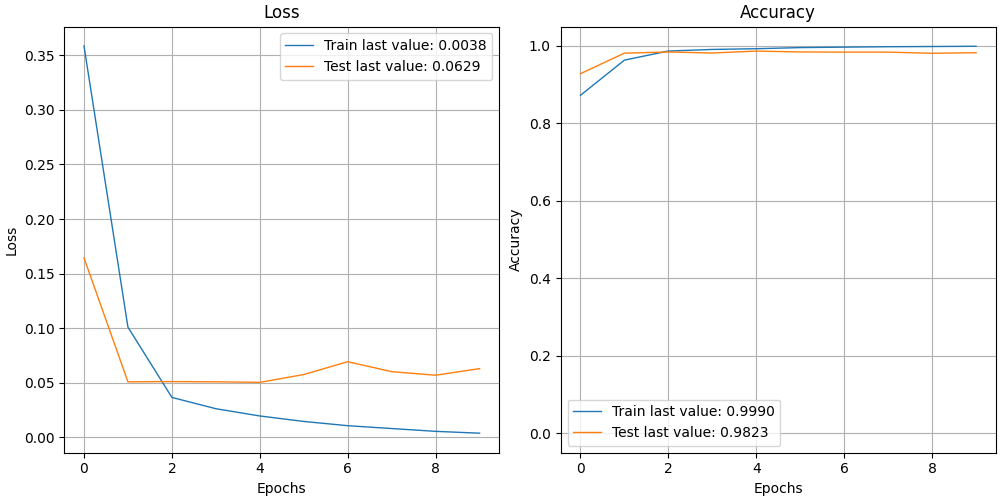 Loss
Train last value: 0.0038
Test last value: 0.0629
0.35
0.30
0.25
0.20
0.15
0.10
0.05
0.00
Loss
0
2
4
6
8
Epochs
Accuracy
1.0
0.8
0.6
0.4
0.2
0.0
Accuracy
Train last value: 0.9990
Test last value: 0.9823
0
2
4
6
8
Epochs